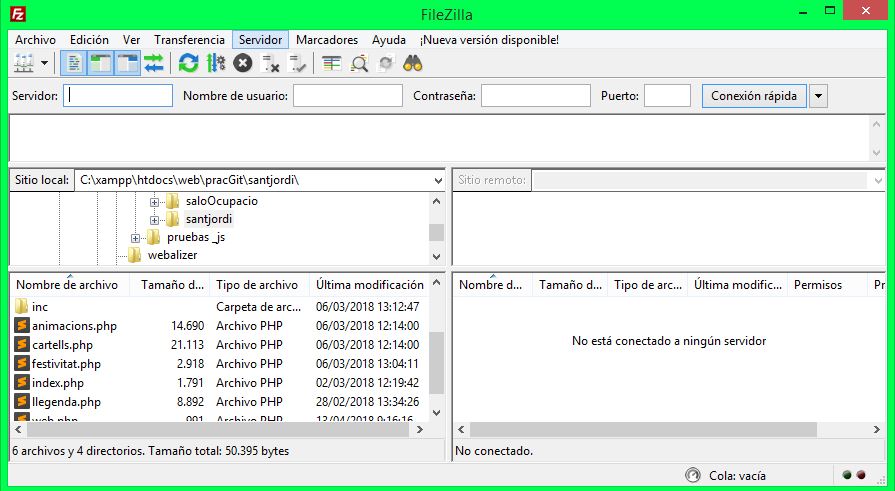 FileZilla
Archivo Edición Ver Transferencia Servidor Marcadores Ayuda ¡Nueva versión disponible!
Servidor: Nombre de usuario: Contraseña: Puerto: Conexión rápida
Sitio local: C:\xampp\htdocs\web\pracGit\santjordi\ Sitio remoto:
saloOcupacio
santjordi
pruebas _js
webalizer
Nombre de archivo Tamaño d... Tipo de archivo Última modificación
inc Carpeta de arc... 06/03/2018 13:12:47
animacions.php 14.690 Archivo PHP 06/03/2018 12:14:00
cartells.php 21.113 Archivo PHP 06/03/2018 12:14:00
festivitat.php 2.918 Archivo PHP 06/03/2018 13:04:11
index.php 1.791 Archivo PHP 02/03/2018 12:19:42
llegenda.php 8.892 Archivo PHP 28/02/2018 13:34:26
web.php 991 Archivo PHP 13/04/2018 9:16:16
6 archivos y 4 directorios. Tamaño total: 50.395 bytes
Nombre d... Tamaño d... Tipo de arc... Última modific... Permisos Pr
No está conectado a ningún servidor
No conectado.
Cola: vacía